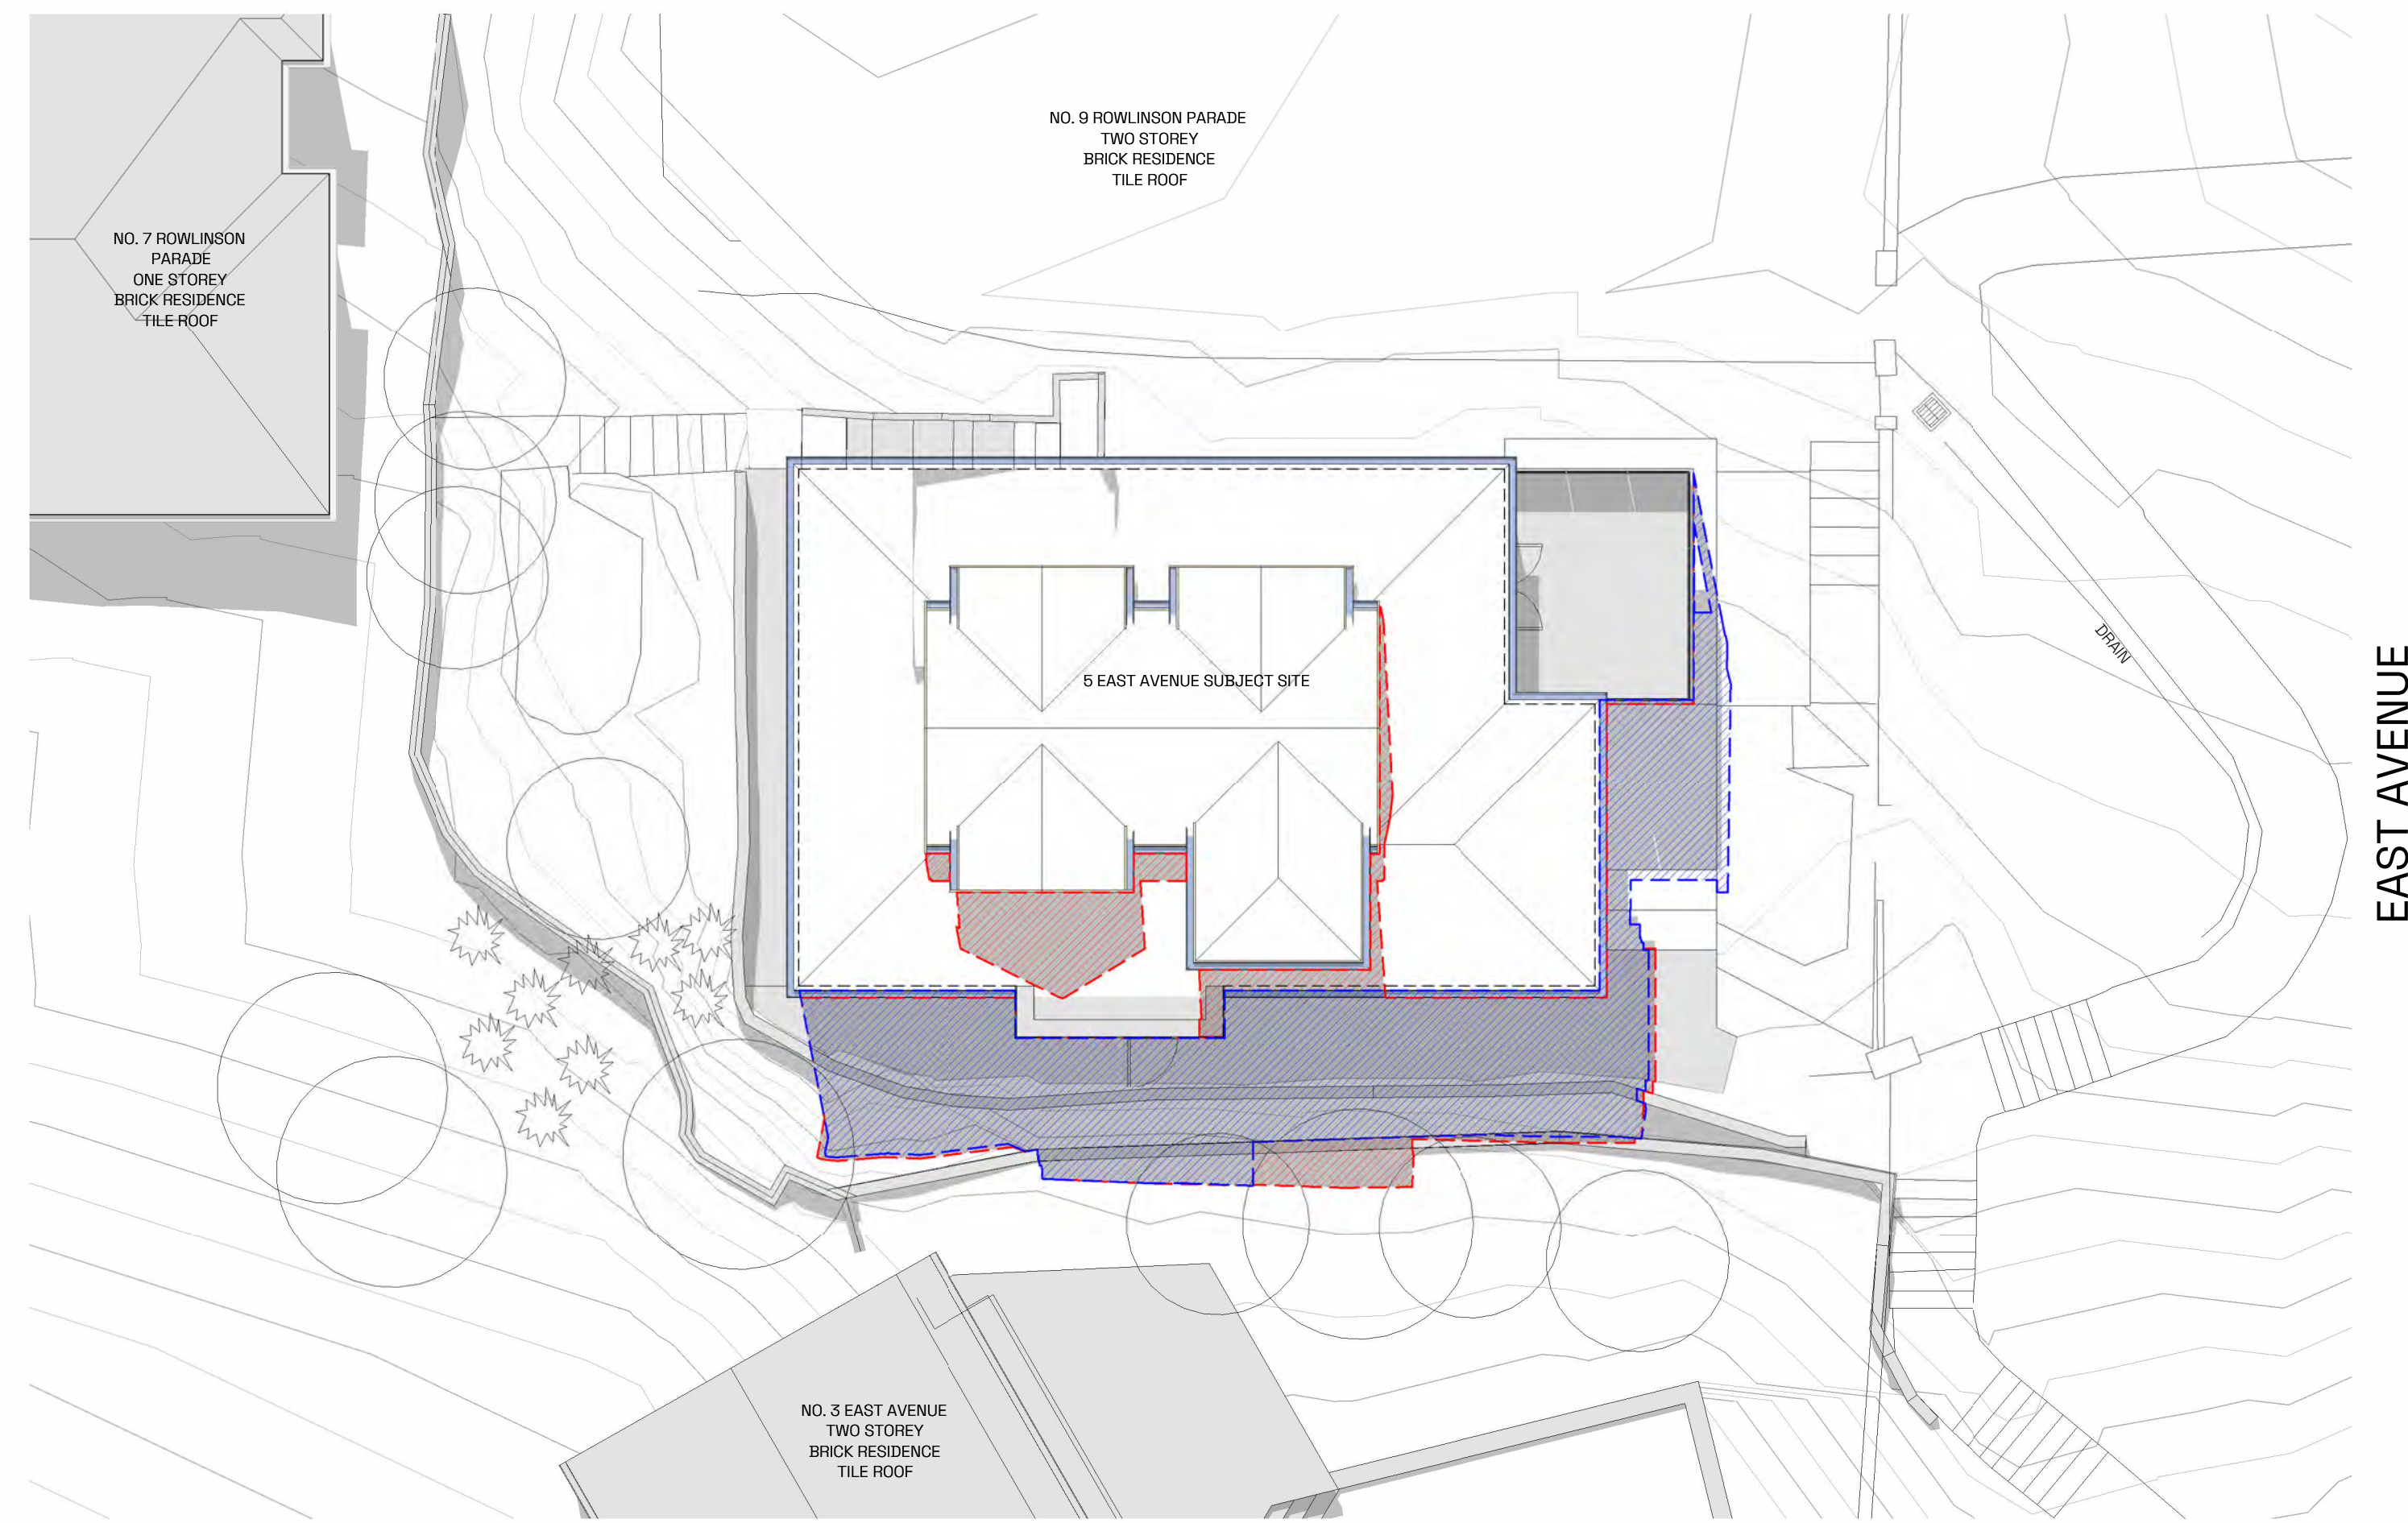 NO. 9 ROWLINSON PARADE
TWO STOREY
BRICK RESIDENCE
TILE ROOF
NO. 7 ROWLINSON
PARADE
ONE STOREY
BRICK RESIDENCE
TILE ROOF
5 EAST AVENUE SUBJECT SITE
DRAIN
EAST AVENUE
NO. 3 EAST AVENUE
TWO STOREY
BRICK RESIDENCE
TILE ROOF